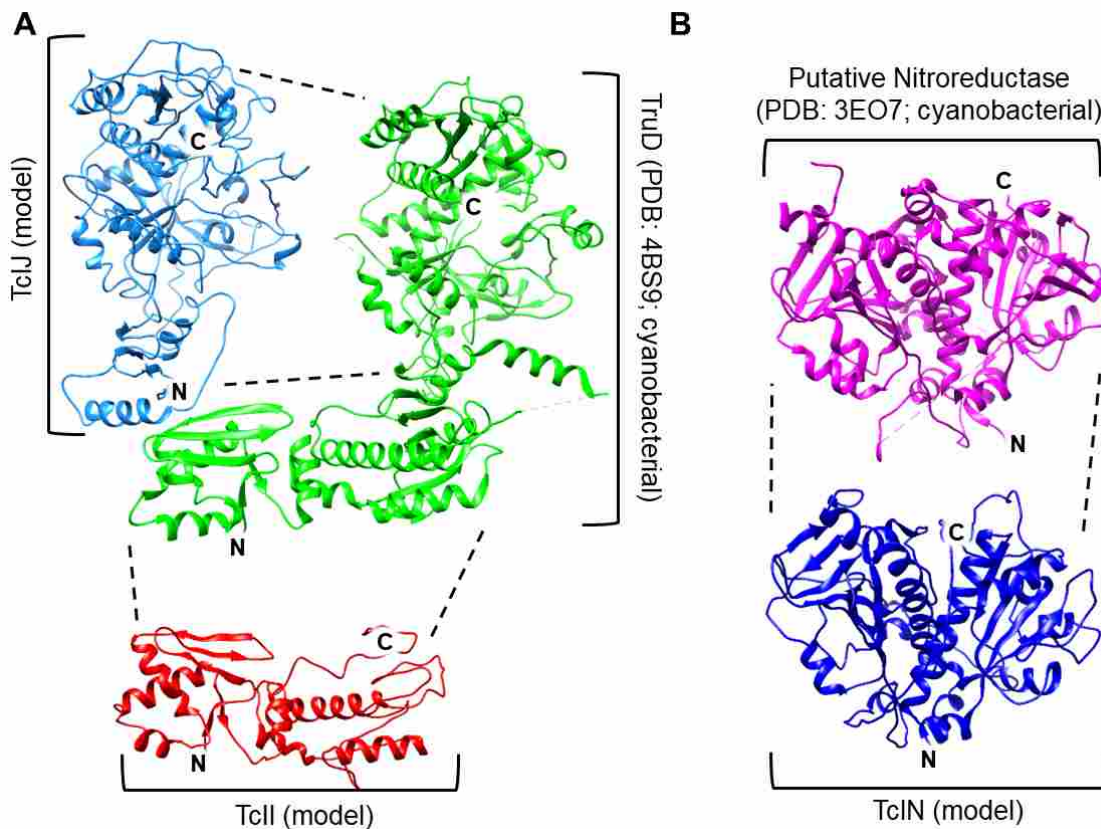 A
TclJ (model)
C
N
C
N
TruD (PDB: 4BS9; cyanobacterial)
C
N
TclI (model)
B
Putative Nitroreductase
(PDB: 3EO7; cyanobacterial)
C
N
C
N
TclN (model)